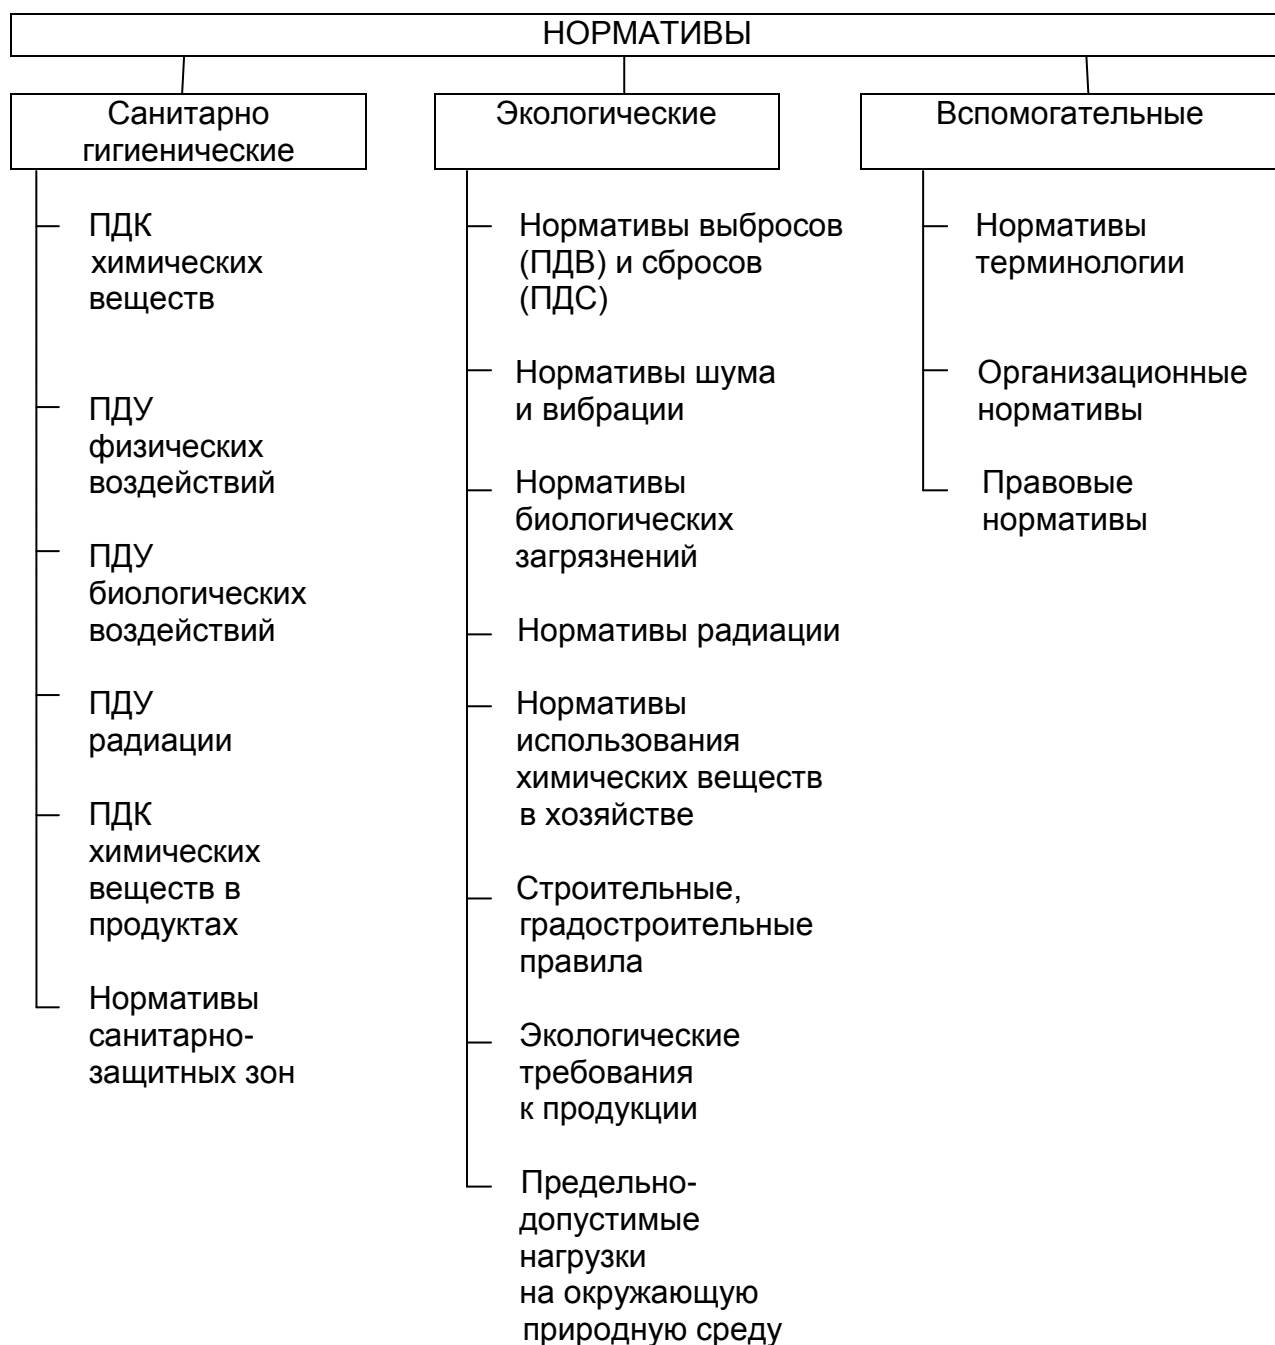 НОРМАТИВЫ
Санитарно
гигиенические
ПДК
химических
веществ
ПДУ
физических
воздействий
ПДУ
биологических
воздействий
ПДУ
радиации
ПДК
химических
веществ в
продуктах
Нормативы
санитарно-
защитных зон
Экологические
Нормативы выбросов
(ПДВ) и сбросов
(ПДС)
Нормативы шума
и вибрации
Нормативы
биологических
загрязнений
Нормативы радиации
Нормативы
использования
химических веществ
в хозяйстве
Строительные,
градостроительные
правила
Экологические
требования
к продукции
Предельно-
допустимые
нагрузки
на окружающую
природную среду
Вспомогательные
Нормативы
терминологии
Организационные
нормативы
Правовые
нормативы